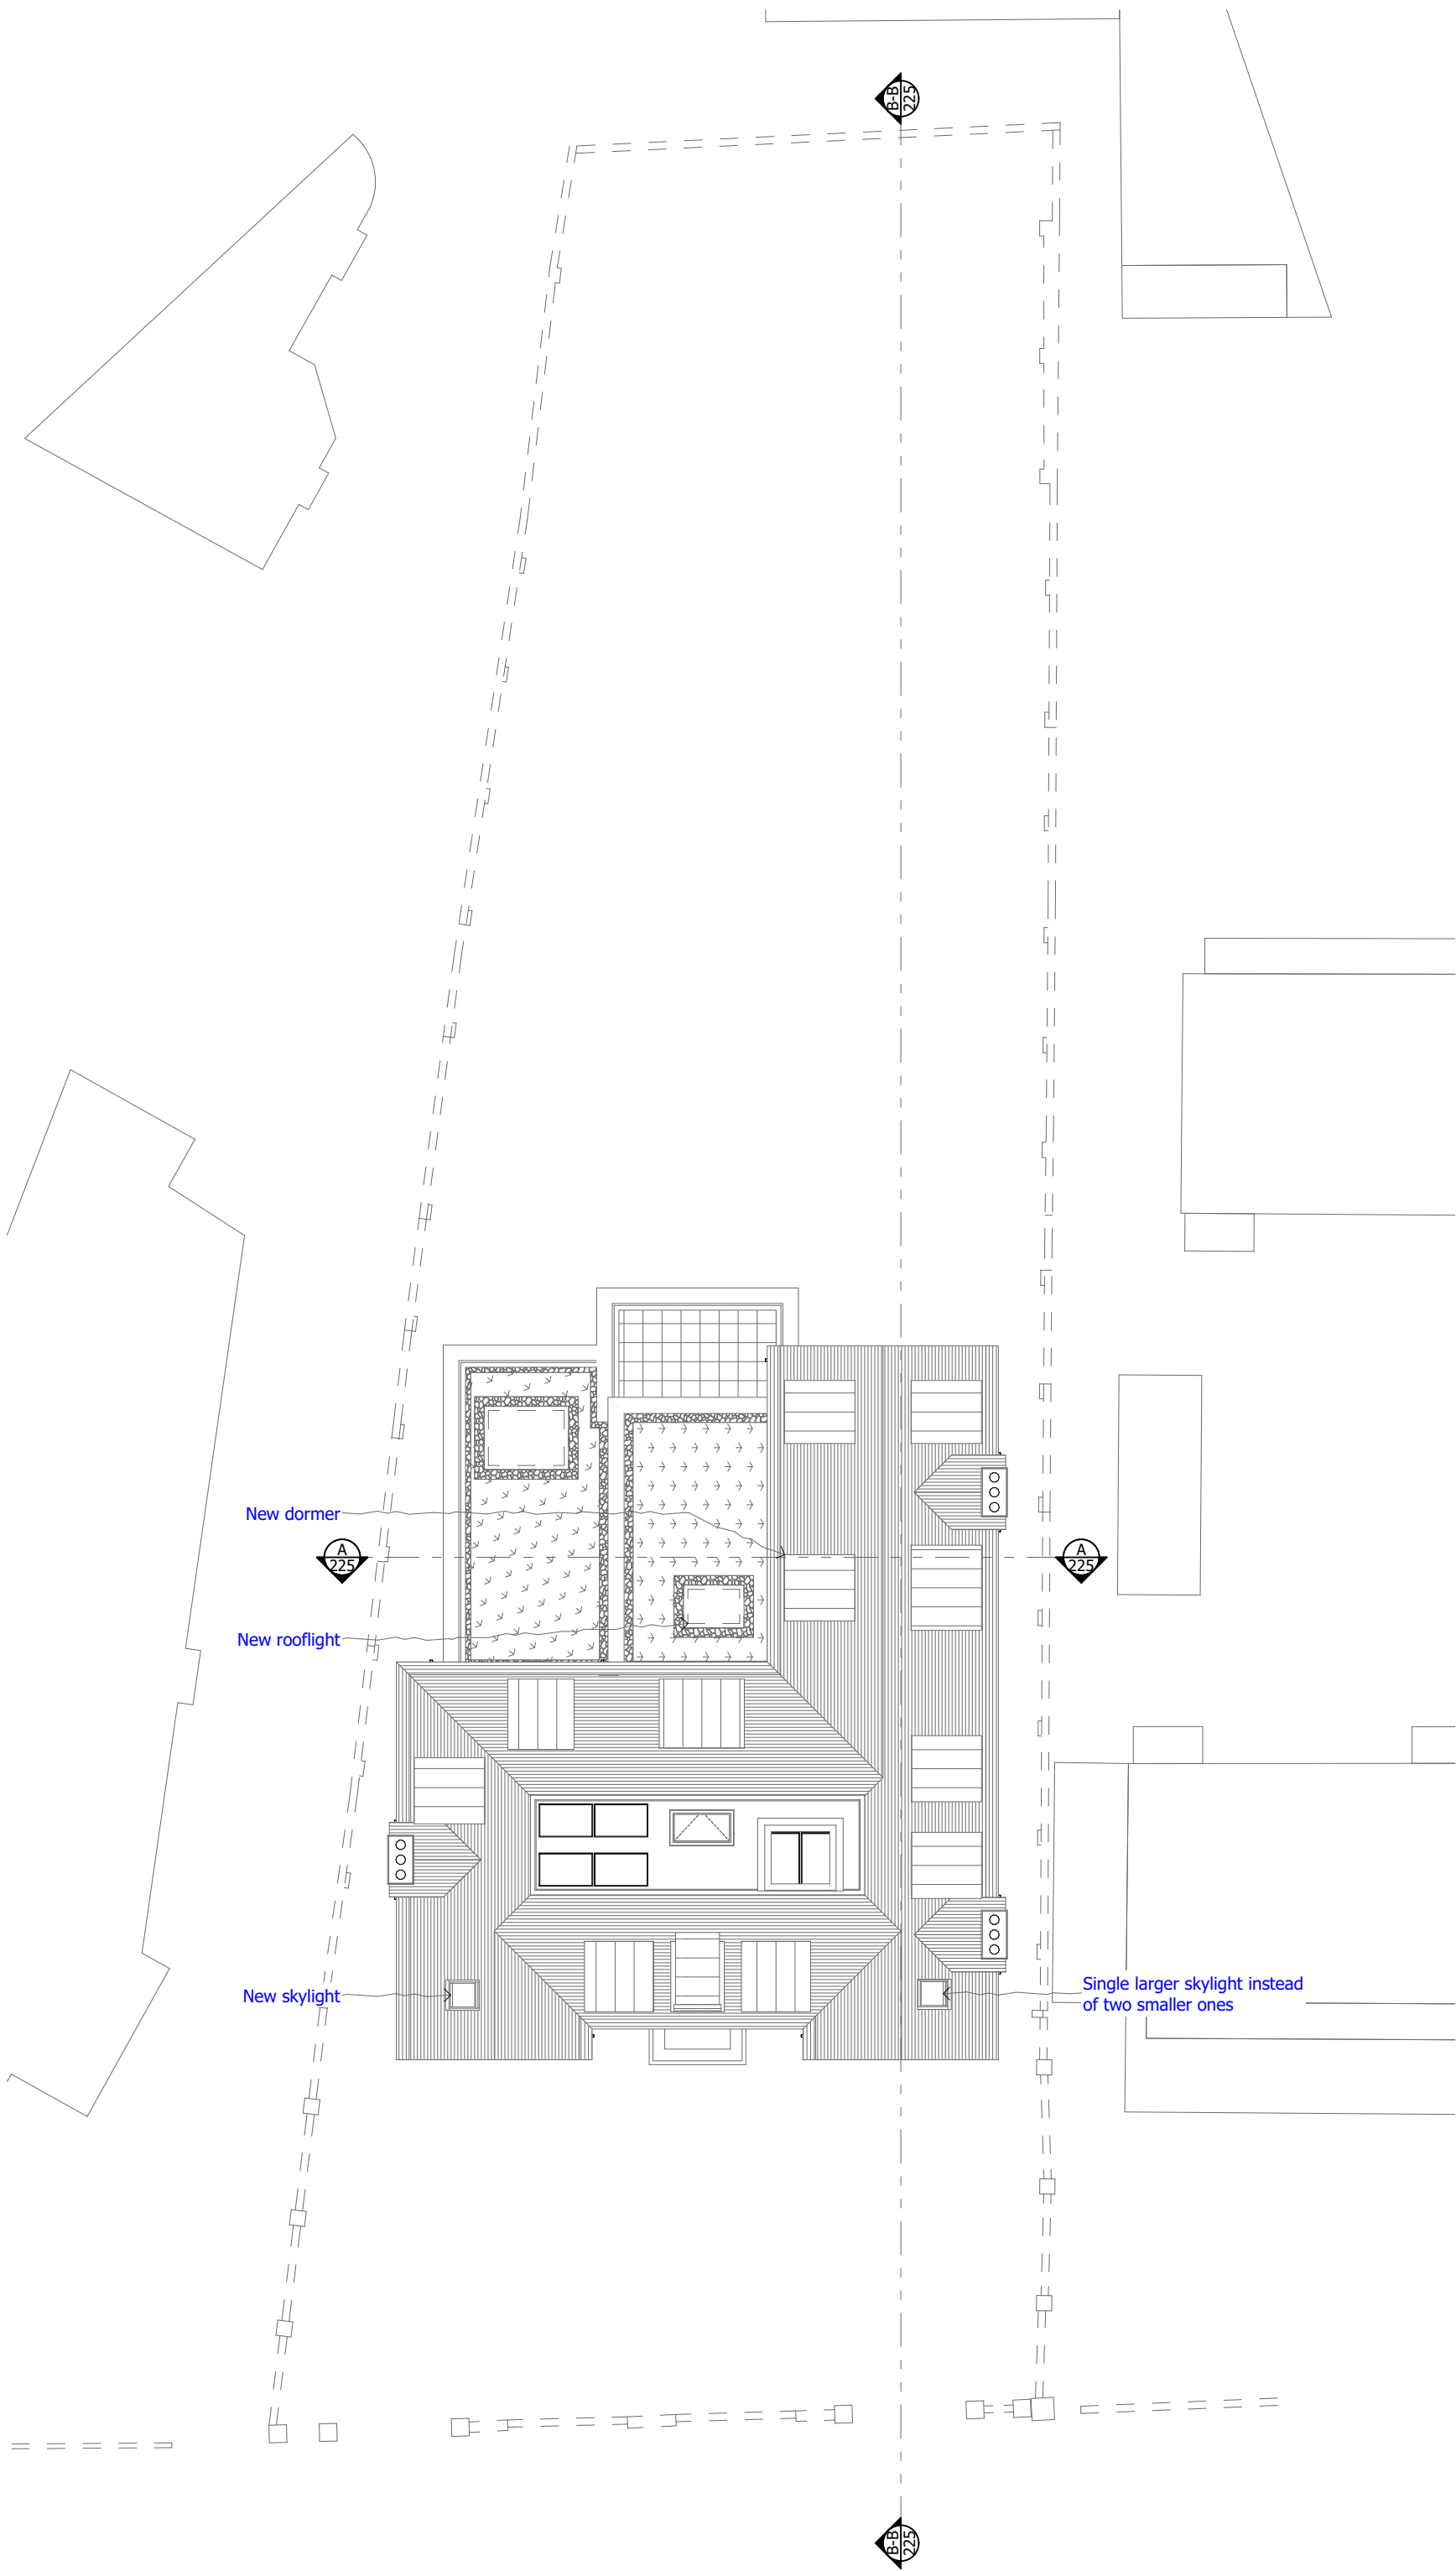 B-B
225
New dormer
A
225
A
225
New rooflight
New skylight
Single larger skylight instead
of two smaller ones
B-B
225